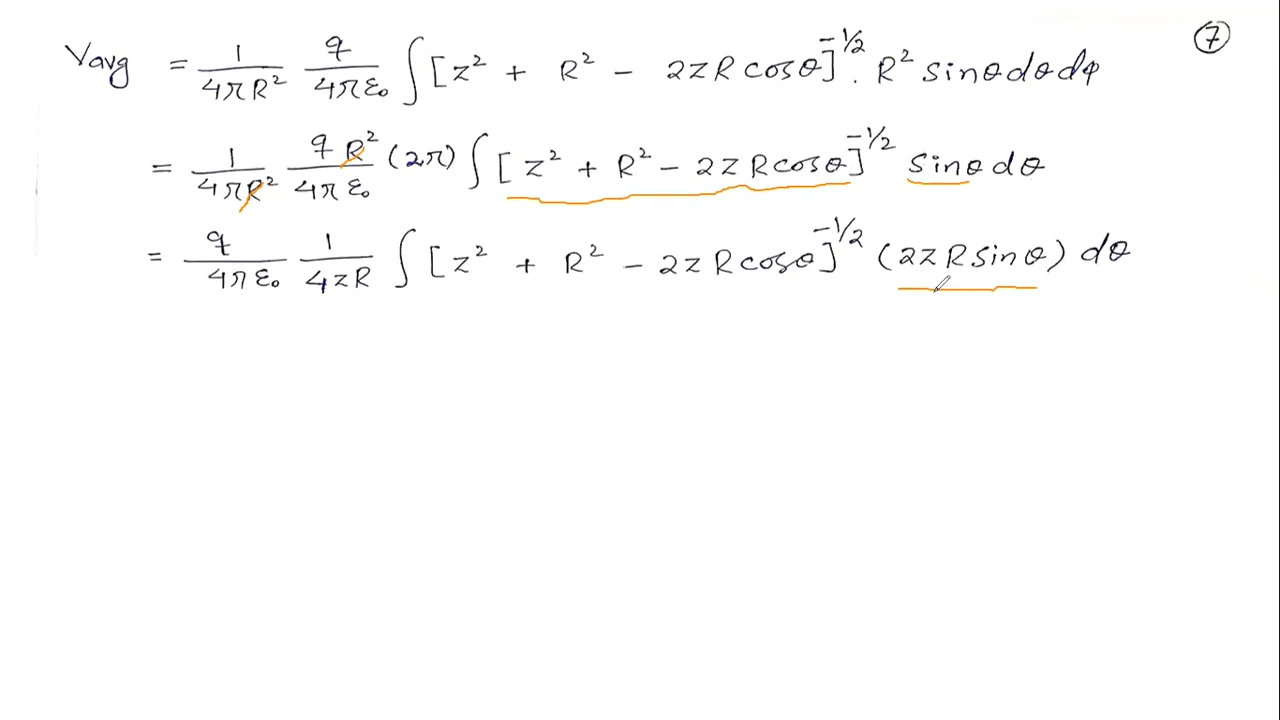 ⑦
Vavg = 1/(4πR²) q/(4πε₀) ∫ [z² + R² − 2zR cosθ]^(−1/2) · R² sinθ dθ dφ
= 1/(4πR²) qR²/(4πε₀) (2π) ∫ [z² + R² − 2zR cosθ]^(−1/2) sinθ dθ
= q/(4πε₀) 1/(4zR) ∫ [z² + R² − 2zR cosθ]^(−1/2) (2zR sinθ) dθ